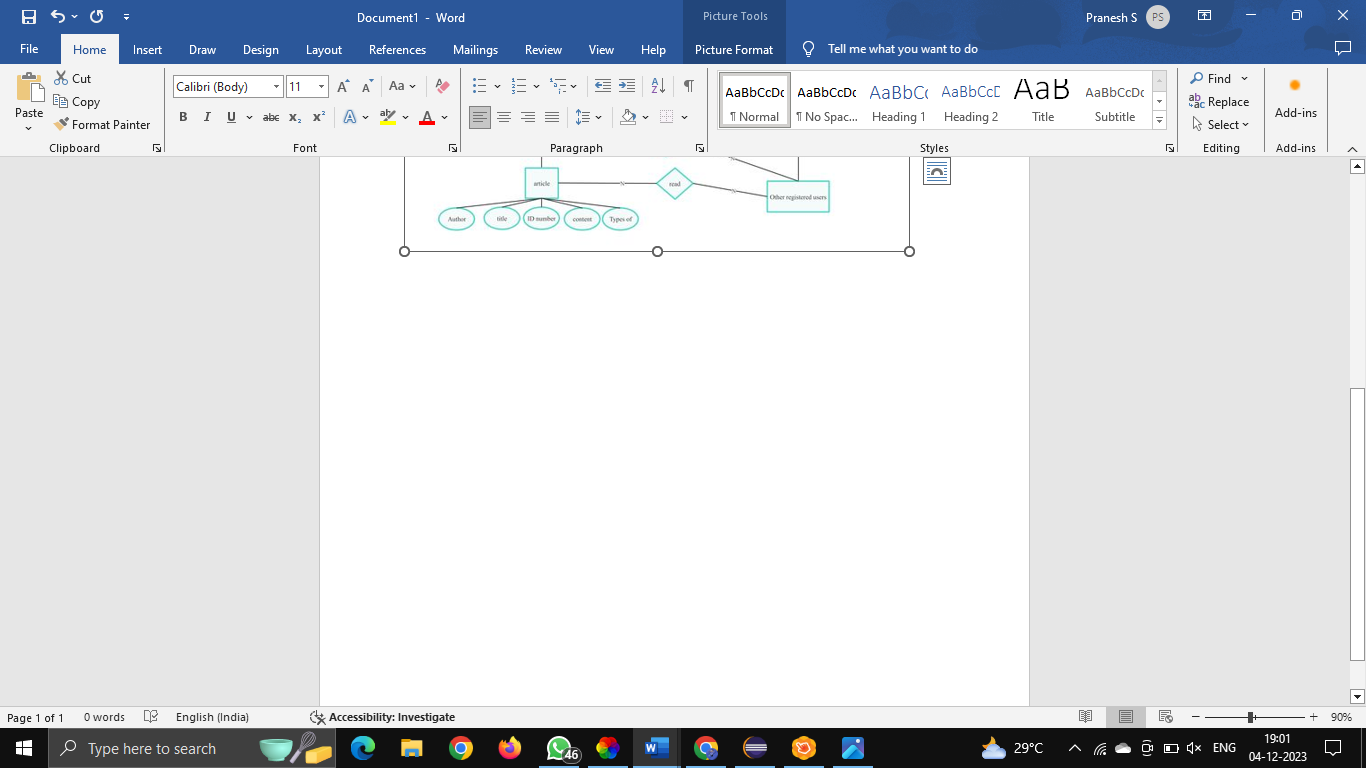 Document1 - Word
Picture Tools
Pranesh S
PS
File
Home
Insert
Draw
Design
Layout
References
Mailings
Review
View
Help
Picture Format
Tell me what you want to do
Paste
Cut
Copy
Format Painter
Clipboard
Calibri (Body)
11
Aa
B I U abc x₂ x²
A
Font
Paragraph
AaBbCcDc
¶ Normal
AaBbCcDc
¶ No Spac...
AaBbCc
Heading 1
AaBbCcD
Heading 2
AaB
Title
AaBbCcDc
Subtitle
Styles
Find
Replace
Select
Editing
Add-ins
Add-ins
article
read
Other registered users
Author
title
ID number
content
Types of
Page 1 of 1
0 words
English (India)
Accessibility: Investigate
90%
Type here to search
46
29°C
ENG
19:01
04-12-2023